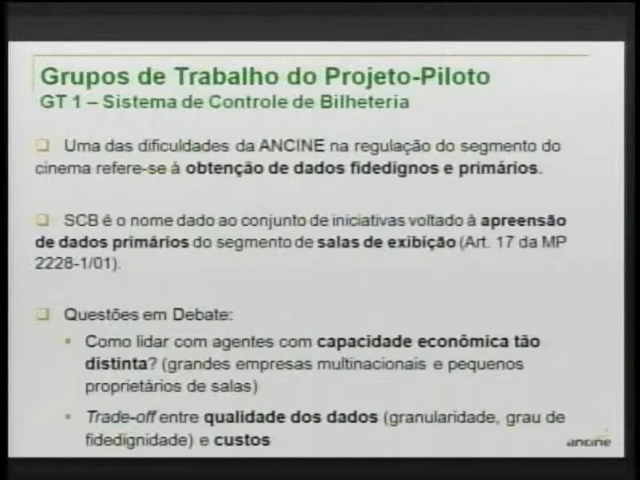 Grupos de Trabalho do Projeto-Piloto
GT 1 – Sistema de Controle de Bilheteria
Uma das dificuldades da ANCINE na regulação do segmento do
cinema refere-se à obtenção de dados fidedignos e primários.
SCB é o nome dado ao conjunto de iniciativas voltado à apreensão
de dados primários do segmento de salas de exibição (Art. 17 da MP
2228-1/01).
Questões em Debate:
Como lidar com agentes com capacidade econômica tão
distinta? (grandes empresas multinacionais e pequenos
proprietários de salas)
Trade-off entre qualidade dos dados (granularidade, grau de
fidedignidade) e custos
ancine